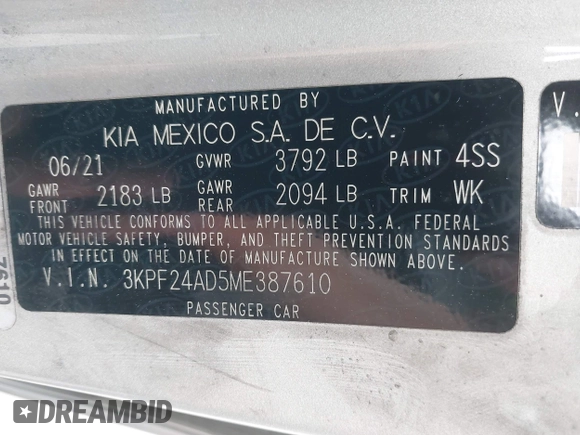 MANUFACTURED BY
KIA MEXICO S.A. DE C.V.
06/21 GVWR 3792 LB PAINT 4SS
GAWR FRONT 2183 LB GAWR REAR 2094 LB TRIM WK
THIS VEHICLE CONFORMS TO ALL APPLICABLE U.S.A. FEDERAL
MOTOR VEHICLE SAFETY, BUMPER, AND THEFT PREVENTION
STANDARDS IN EFFECT ON THE DATE OF MANUFACTURE SHOWN ABOVE.
V.I.N. 3KPF24AD5ME387610
PASSENGER CAR
V.
7610
DREAMBID